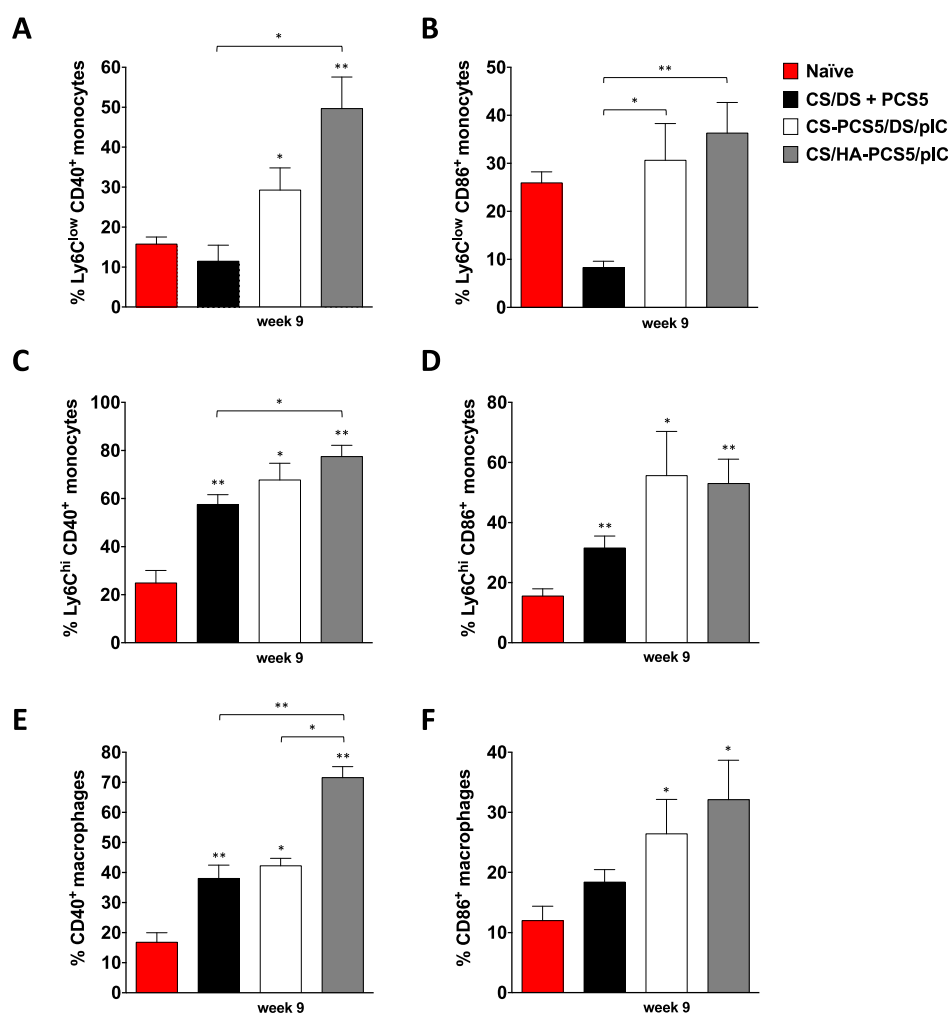 A
% Ly6Clow CD40+ monocytes
60
50
40
30
20
10
0
*
*
**
week 9
B
% Ly6Clow CD86+ monocytes
50
40
30
20
10
0
**
*
week 9
Naïve
CS/DS + PCS5
CS-PCS5/DS/pIC
CS/HA-PCS5/pIC
C
% Ly6Chi CD40+ monocytes
100
80
60
40
20
0
*
**
*
**
week 9
D
% Ly6Chi CD86+ monocytes
80
60
40
20
0
**
*
**
week 9
E
% CD40+ macrophages
80
70
60
50
40
30
20
10
0
**
*
**
*
**
week 9
F
% CD86+ macrophages
40
30
20
10
0
*
*
week 9